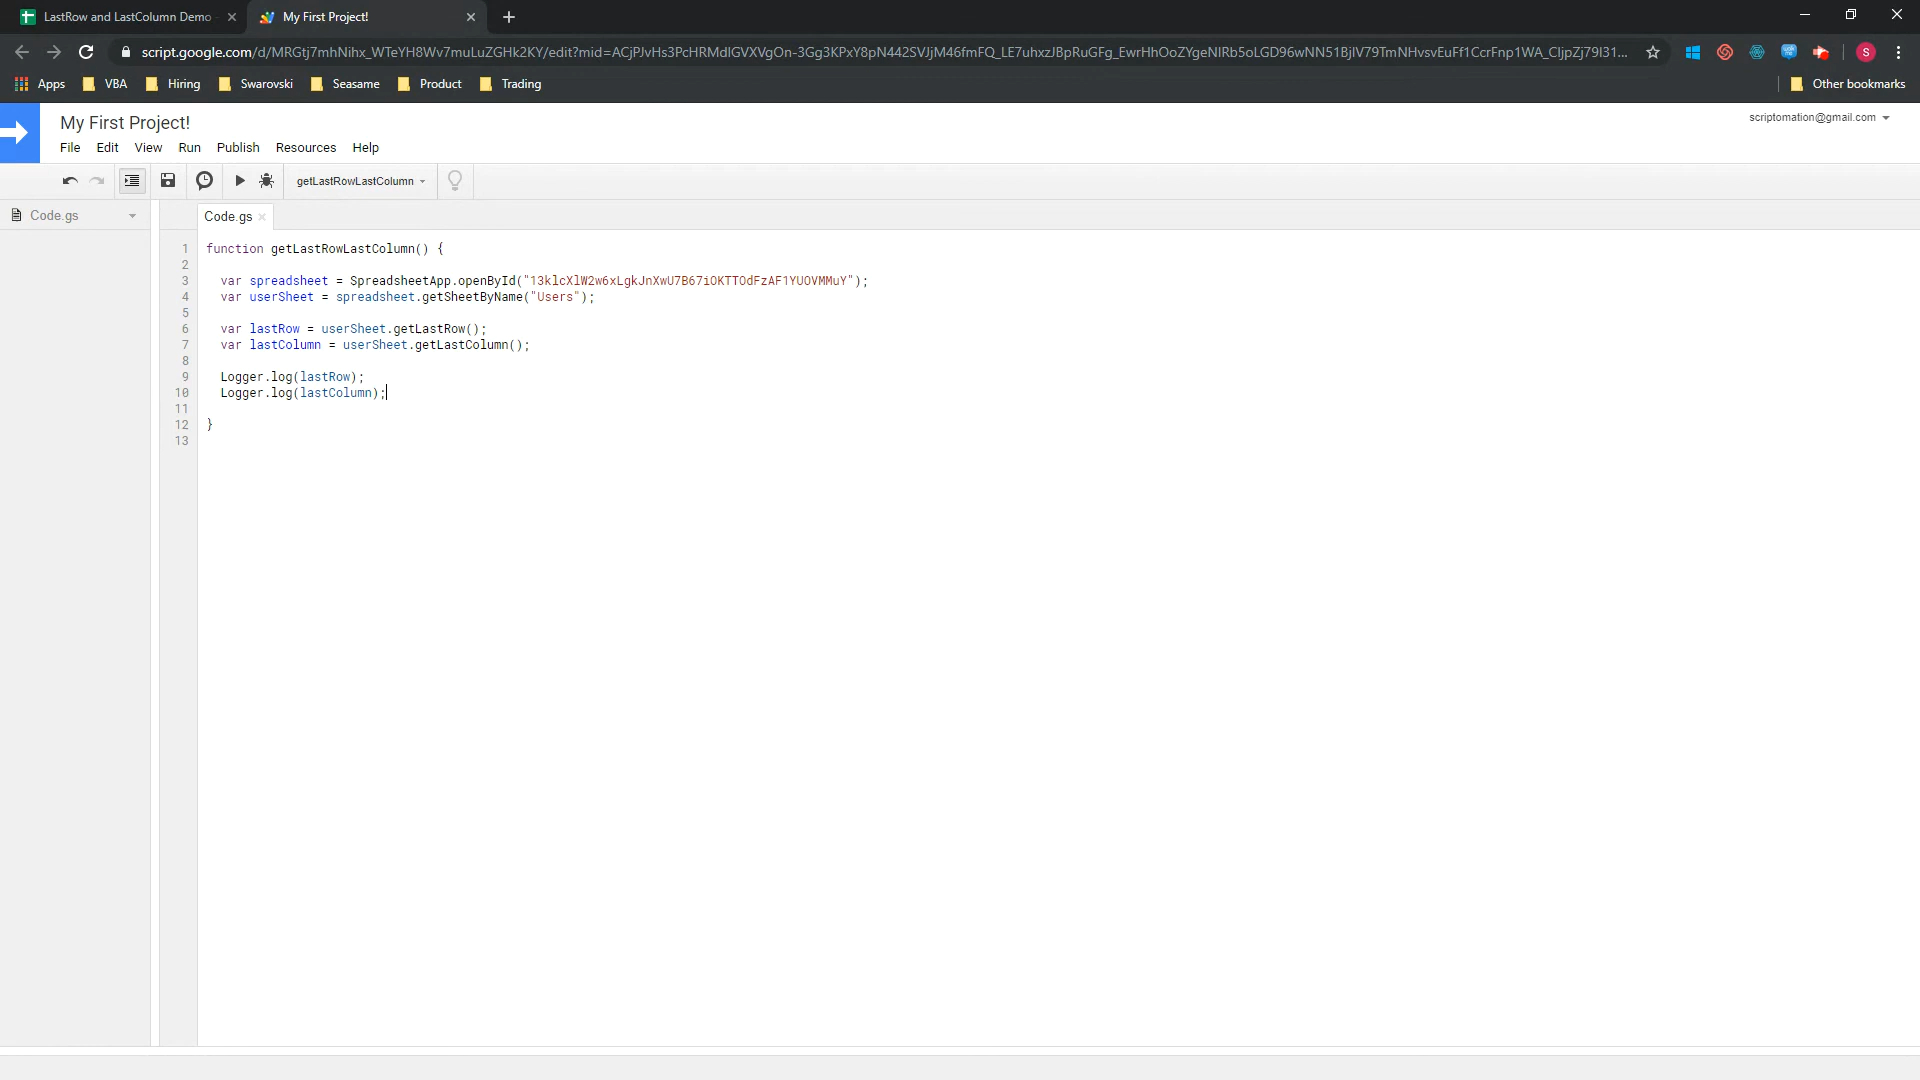 LastRow and LastColumn Demo
My First Project!
script.google.com/d/MRGtj7mhNihx_WTeYH8Wv7muLuZGHk2KY/edit?mid=ACjPJvHs3PcHRMdlGVXVgOn-3Gg3KPxY8pN442SVJjM46fmFQ_LE7uhxzJBpRuGFg_EwrHhOoZYgeNlRb5oLGD96wNN51BjlV79TmNHvsvEuFf1CcrFnp1WA_CljpZj79l31...
S
Apps VBA Hiring Swarovski Seasame Product Trading Other bookmarks
My First Project!
scriptomation@gmail.com
File Edit View Run Publish Resources Help
getLastRowLastColumn
Code.gs
Code.gs
1 function getLastRowLastColumn() {
2
3 var spreadsheet = SpreadsheetApp.openById("13klcXlW2w6xLgkJnXwU7B67iOKTTOdFzAF1YUOVMMuY");
4 var userSheet = spreadsheet.getSheetByName("Users");
5
6 var lastRow = userSheet.getLastRow();
7 var lastColumn = userSheet.getLastColumn();
8
9 Logger.log(lastRow);
10 Logger.log(lastColumn);
11
12 }
13